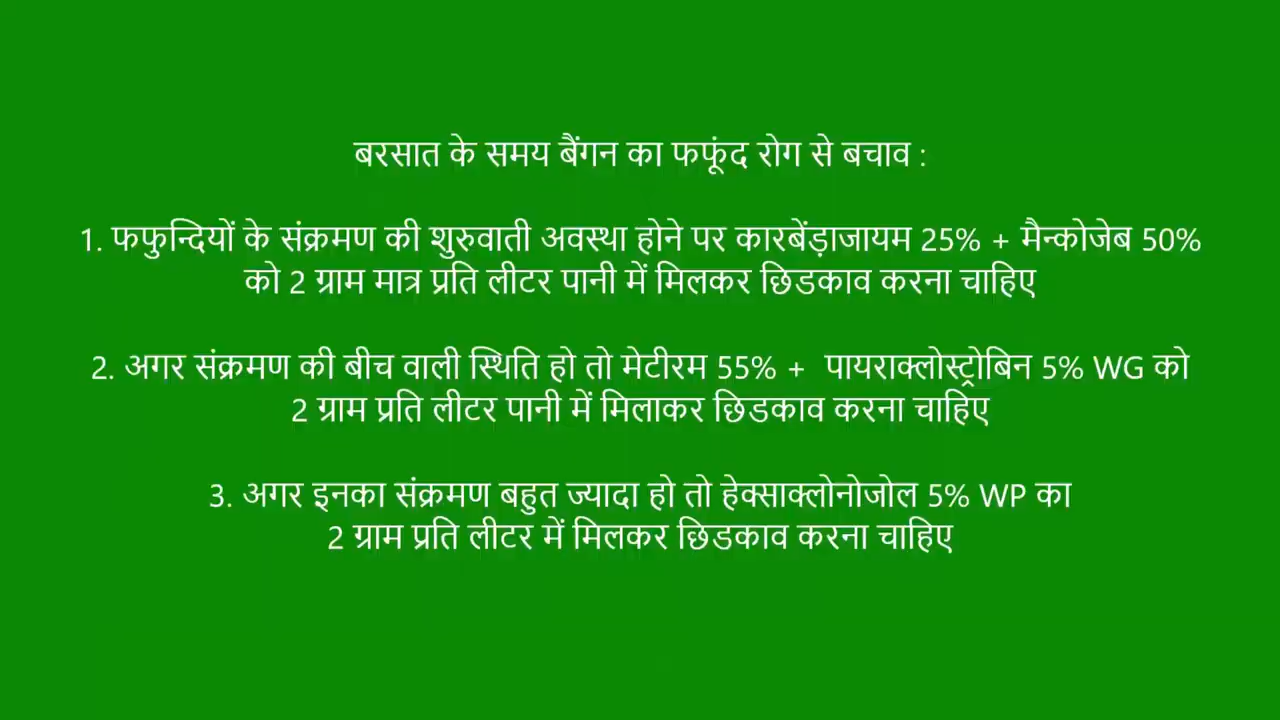 बरसात के समय बैंगन का फफूंद रोग से बचाव :
1. फफुन्दियों के संक्रमण की शुरुवाती अवस्था होने पर कारबेंड़ाजायम 25% + मैन्कोजेब 50%
को 2 ग्राम मात्र प्रति लीटर पानी में मिलकर छिडकाव करना चाहिए
2. अगर संक्रमण की बीच वाली स्थिति हो तो मेटीरम 55% + पायराक्लोस्ट्रोबिन 5% WG को
2 ग्राम प्रति लीटर पानी में मिलाकर छिडकाव करना चाहिए
3. अगर इनका संक्रमण बहुत ज्यादा हो तो हेक्साक्लोनोजोल 5% WP का
2 ग्राम प्रति लीटर में मिलकर छिडकाव करना चाहिए